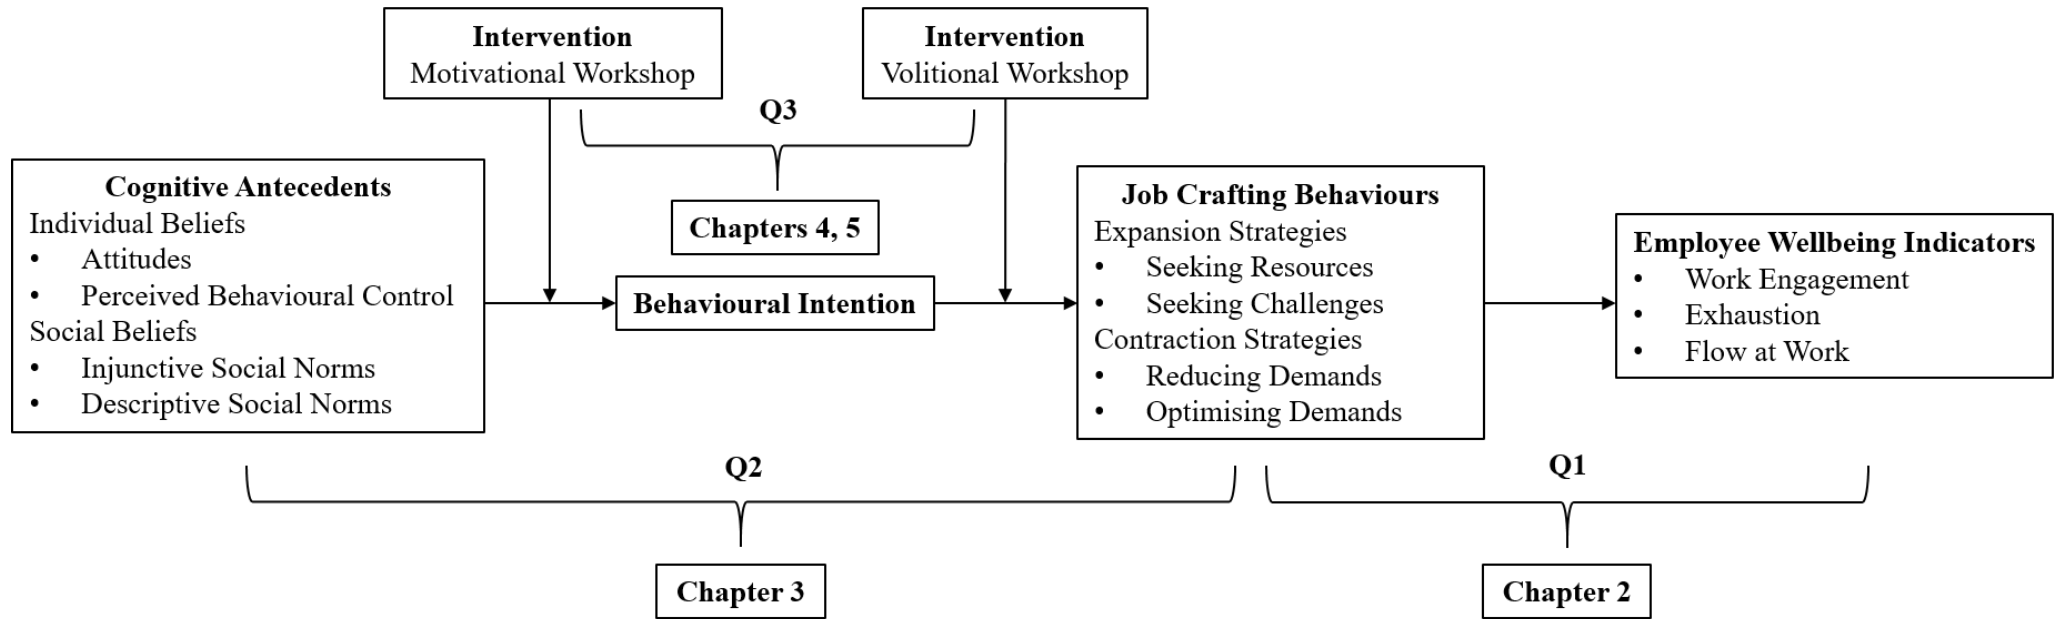 Intervention
Motivational Workshop
Intervention
Volitional Workshop
Q3
Chapters 4, 5
Cognitive Antecedents
Individual Beliefs
• Attitudes
• Perceived Behavioural Control
Social Beliefs
• Injunctive Social Norms
• Descriptive Social Norms
Behavioural Intention
Job Crafting Behaviours
Expansion Strategies
• Seeking Resources
• Seeking Challenges
Contraction Strategies
• Reducing Demands
• Optimising Demands
Employee Wellbeing Indicators
• Work Engagement
• Exhaustion
• Flow at Work
Q2
Q1
Chapter 3
Chapter 2